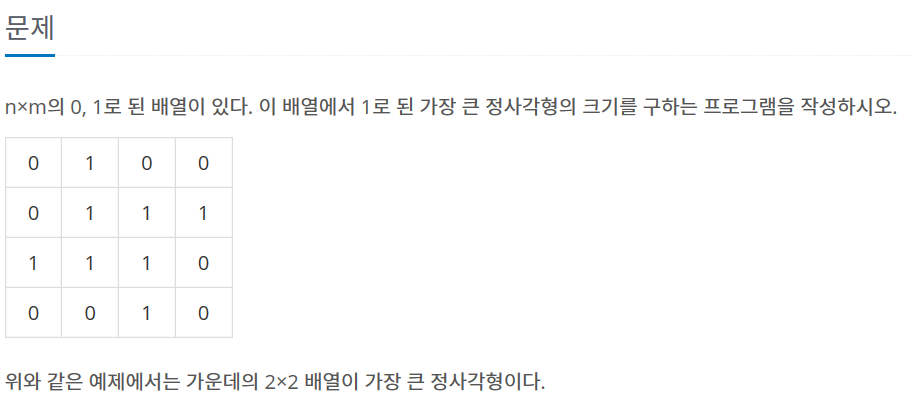 문제
n×m의 0, 1로 된 배열이 있다. 이 배열에서 1로 된 가장 큰 정사각형의 크기를 구하는 프로그램을 작성하시오.
0 1 0 0
0 1 1 1
1 1 1 0
0 0 1 0
위와 같은 예제에서는 가운데의 2×2 배열이 가장 큰 정사각형이다.